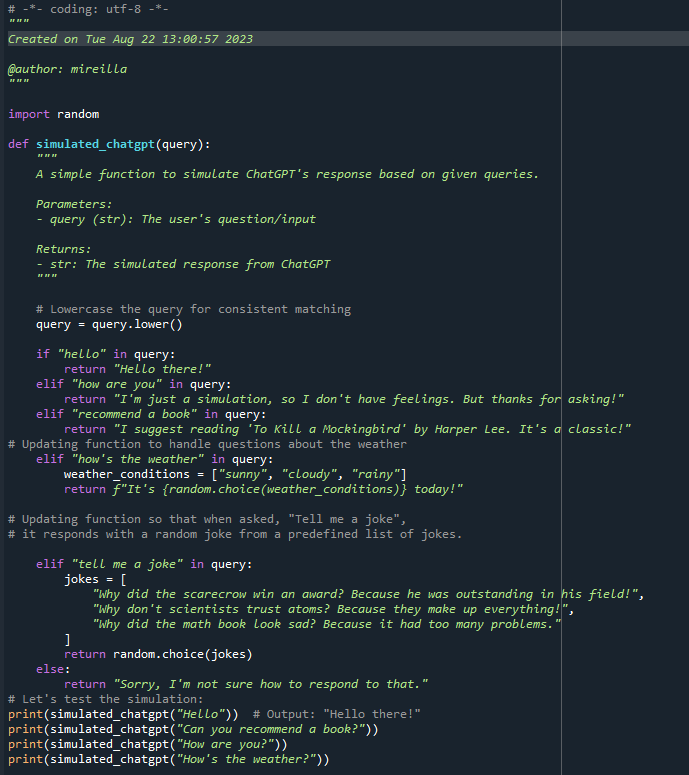 # -*- coding: utf-8 -*-
"""
Created on Tue Aug 22 13:00:57 2023

@author: mireilla
"""

import random

def simulated_chatgpt(query):
    """
    A simple function to simulate ChatGPT's response based on given queries.

    Parameters:
    - query (str): The user's question/input

    Returns:
    - str: The simulated response from ChatGPT
    """

    # Lowercase the query for consistent matching
    query = query.lower()

    if "hello" in query:
        return "Hello there!"
    elif "how are you" in query:
        return "I'm just a simulation, so I don't have feelings. But thanks for asking!"
    elif "recommend a book" in query:
        return "I suggest reading 'To Kill a Mockingbird' by Harper Lee. It's a classic!"
# Updating function to handle questions about the weather
    elif "how's the weather" in query:
        weather_conditions = ["sunny", "cloudy", "rainy"]
        return f"It's {random.choice(weather_conditions)} today!"

# Updating function so that when asked, "Tell me a joke",
# it responds with a random joke from a predefined list of jokes.

    elif "tell me a joke" in query:
        jokes = [
            "Why did the scarecrow win an award? Because he was outstanding in his field!",
            "Why don't scientists trust atoms? Because they make up everything!",
            "Why did the math book look sad? Because it had too many problems."
        ]
        return random.choice(jokes)
    else:
        return "Sorry, I'm not sure how to respond to that."
# Let's test the simulation:
print(simulated_chatgpt("Hello"))  # Output: "Hello there!"
print(simulated_chatgpt("Can you recommend a book?"))
print(simulated_chatgpt("How are you?"))
print(simulated_chatgpt("How's the weather?"))